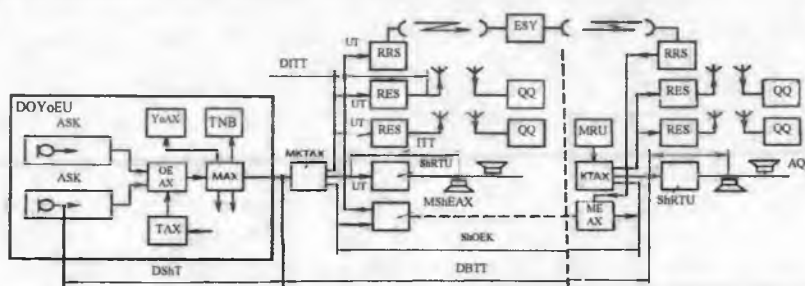 ESY
UT
RRS
RRS
DITT
DOYoEU
UT
RES
QQ
RES
QQ
ASK
YoAX
TNB
UT
RES
QQ
MRU
RES
QQ
ITT
MKTAX
ShRTU
OE
AX
MAX
UT
KTAX
AQ
ASK
MShEAX
ShRTU
TAX
ME
AX
ShOEK
DShT
DBTT